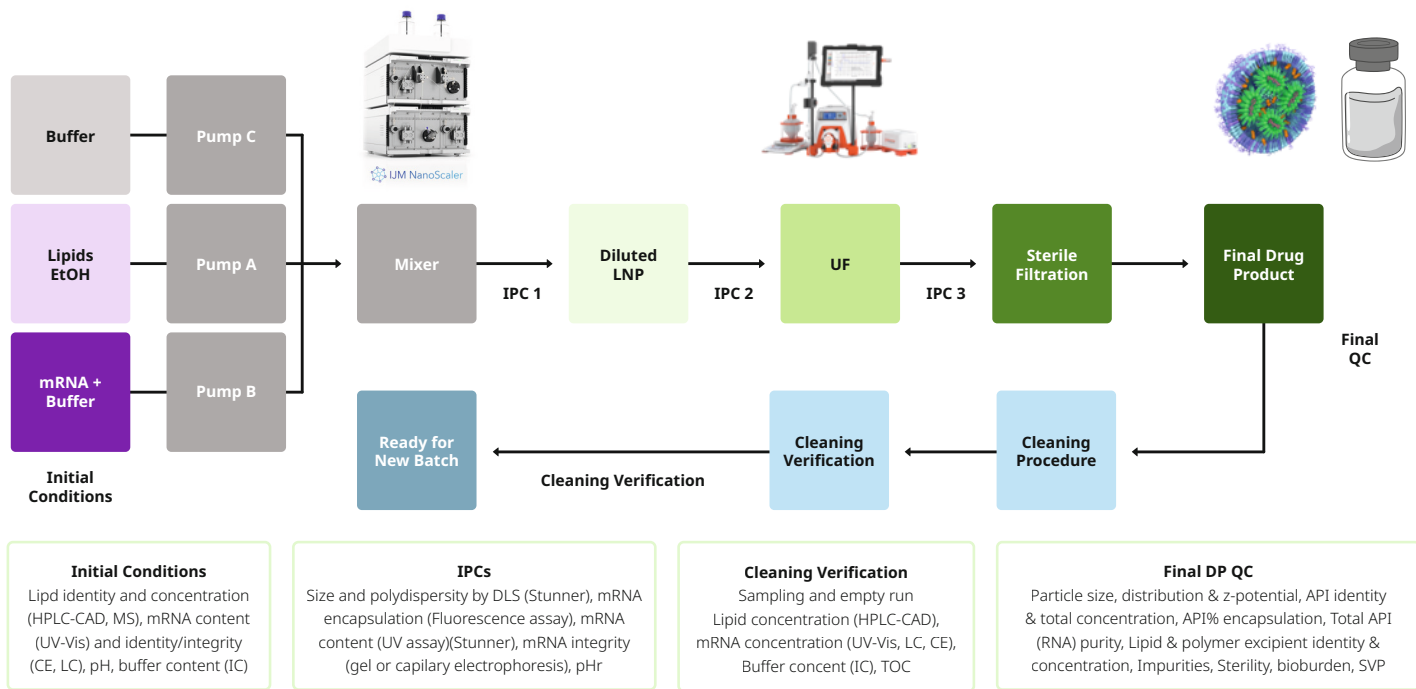 IJM NanoScaler
Buffer
Pump C
Lipids
EtOH
Pump A
Mixer
IPC 1
Diluted
LNP
IPC 2
UF
IPC 3
Sterile
Filtration
Final Drug
Product
Final
QC
mRNA +
Buffer
Pump B
Ready for
New Batch
Cleaning Verification
Cleaning
Verification
Cleaning
Procedure
Initial
Conditions
Initial Conditions
Lipd identity and concentration
(HPLC-CAD, MS), mRNA content
(UV-Vis) and identity/integrity
(CE, LC), pH, buffer content (IC)
IPCs
Size and polydispersity by DLS (Stunner), mRNA
encapsulation (Fluorescence assay), mRNA
content (UV assay)(Stunner), mRNA integrity
(gel or capilary electrophoresis), pHr
Cleaning Verification
Sampling and empty run
Lipid concentration (HPLC-CAD),
mRNA concentration (UV-Vis, LC, CE),
Buffer concent (IC), TOC
Final DP QC
Particle size, distribution & z-potential, API identity
& total concentration, API% encapsulation, Total API
(RNA) purity, Lipid & polymer excipient identity &
concentration, Impurities, Sterility, bioburden, SVP